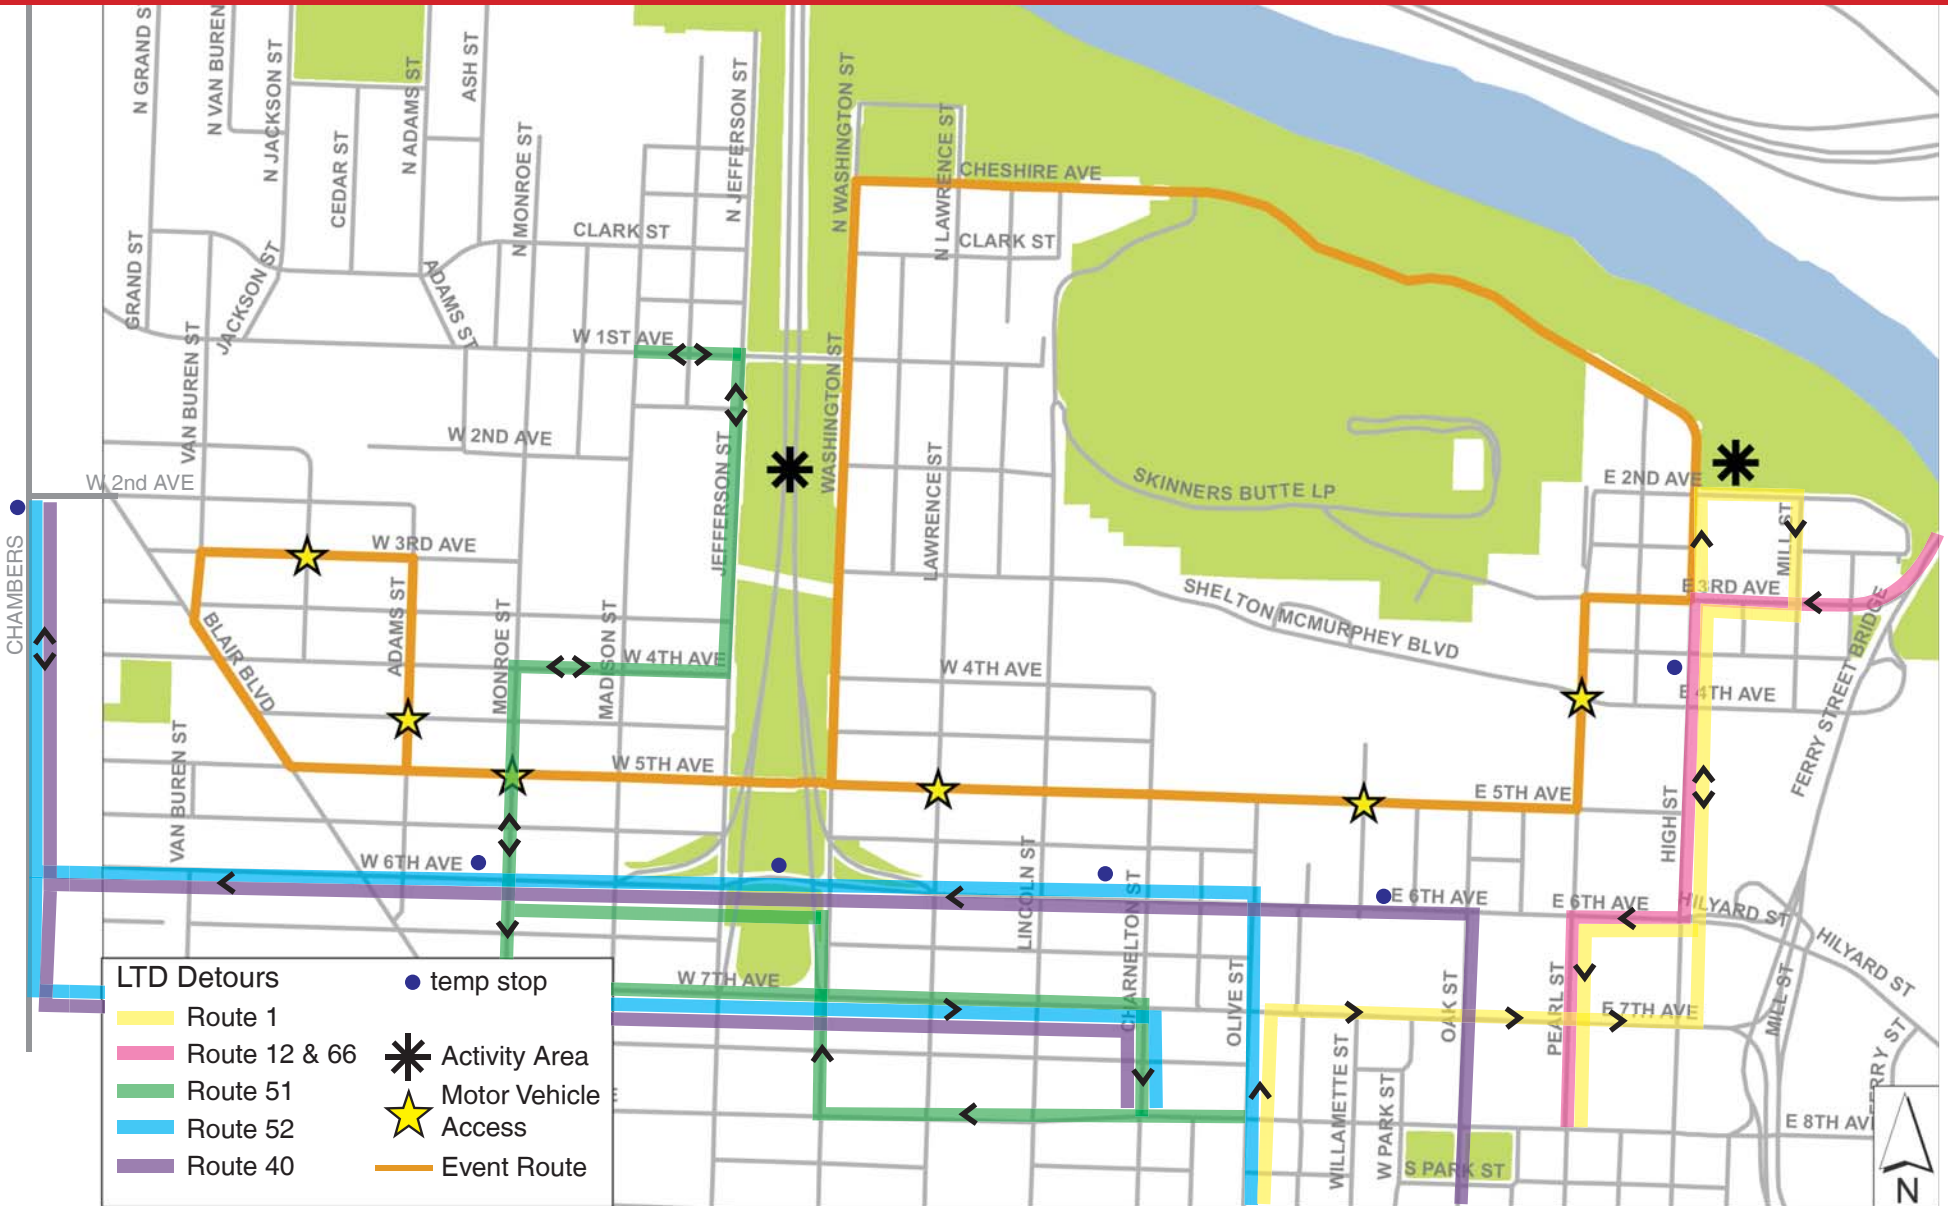 N GRAND S
N VAN BUREN
N JACKSON ST
CEDAR ST
N ADAMS ST
ASH ST
N MONROE ST
N JEFFERSON ST
N WASHINGTON ST
N LAWRENCE ST
CHESHIRE AVE
CLARK ST
CLARK ST
GRAND ST
JACKSON ST
ADAMS ST
VAN BUREN ST
W 1ST AVE
W 2ND AVE
W 2nd AVE
JEFFERSON ST
WASHINGTON ST
LAWRENCE ST
SKINNERS BUTTE LP
E 2ND AVE
MILL ST
CHAMBERS
W 3RD AVE
E 3RD AVE
SHELTON MCMURPHEY BLVD
BLAIR BLVD
ADAMS ST
MONROE ST
MADISON ST
W 4TH AVE
W 4TH AVE
E 4TH AVE
FERRY STREET BRIDGE
VAN BUREN ST
W 5TH AVE
E 5TH AVE
HIGH ST
W 6TH AVE
LINCOLN ST
CHARNELTON ST
E 6TH AVE
E 6TH AVE
HILYARD ST
HILYARD ST
W 7TH AVE
OLIVE ST
OAK ST
PEARL ST
E 7TH AVE
MILL ST
FERRY ST
WILLAMETTE ST
W PARK ST
S PARK ST
E 8TH AVE
LTD Detours
temp stop
Route 1
Route 12 & 66
Activity Area
Route 51
Motor Vehicle
Access
Route 52
Route 40
Event Route
N